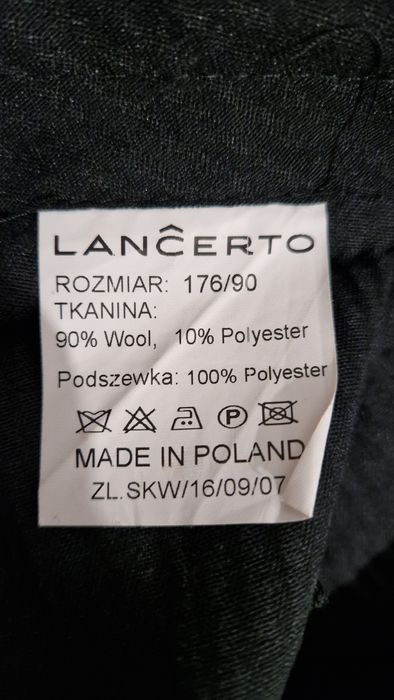 LANĈERTO
ROZMIAR: 176/90
TKANINA:
90% Wool, 10% Polyester
Podszewka: 100% Polyester
P
MADE IN POLAND
ZL.SKW/16/09/07